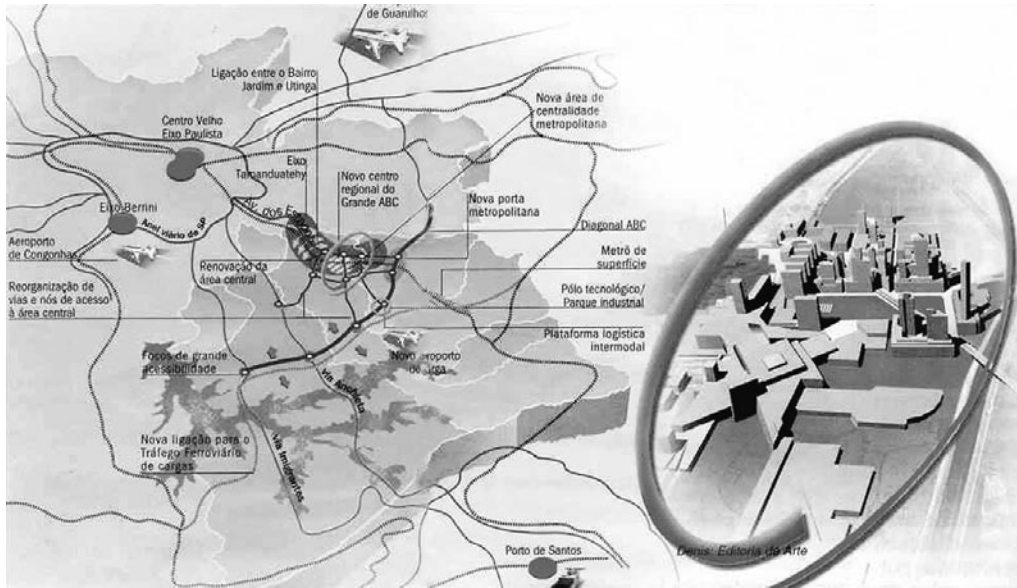 de Guarulhos
Ligação entre o Bairro
Jardim e Utinga
Nova área de
centralidade
metropolitana
Centro Velho
Eixo Paulista
Eixo
Tamanduatehy
Novo centro
regional do
Grande ABC
Nova porta
metropolitana
Av. dos
Eixo Berrini
Anel viário de SP
Diagonal ABC
Aeroporto
de Congonhas
Renovação da
área central
Metrô de
superfície
Reorganização de
vias e nós de acesso
à área central
Pólo tecnológico/
Parque industrial
Plataforma logística
intermodal
Focos de grande
acessibilidade
Novo aeroporto
de carga
Via Anchieta
Nova ligação para o
Tráfego Ferroviário
de cargas
Via Imigrantes
Porto de Santos
Denis: Editoria de Arte